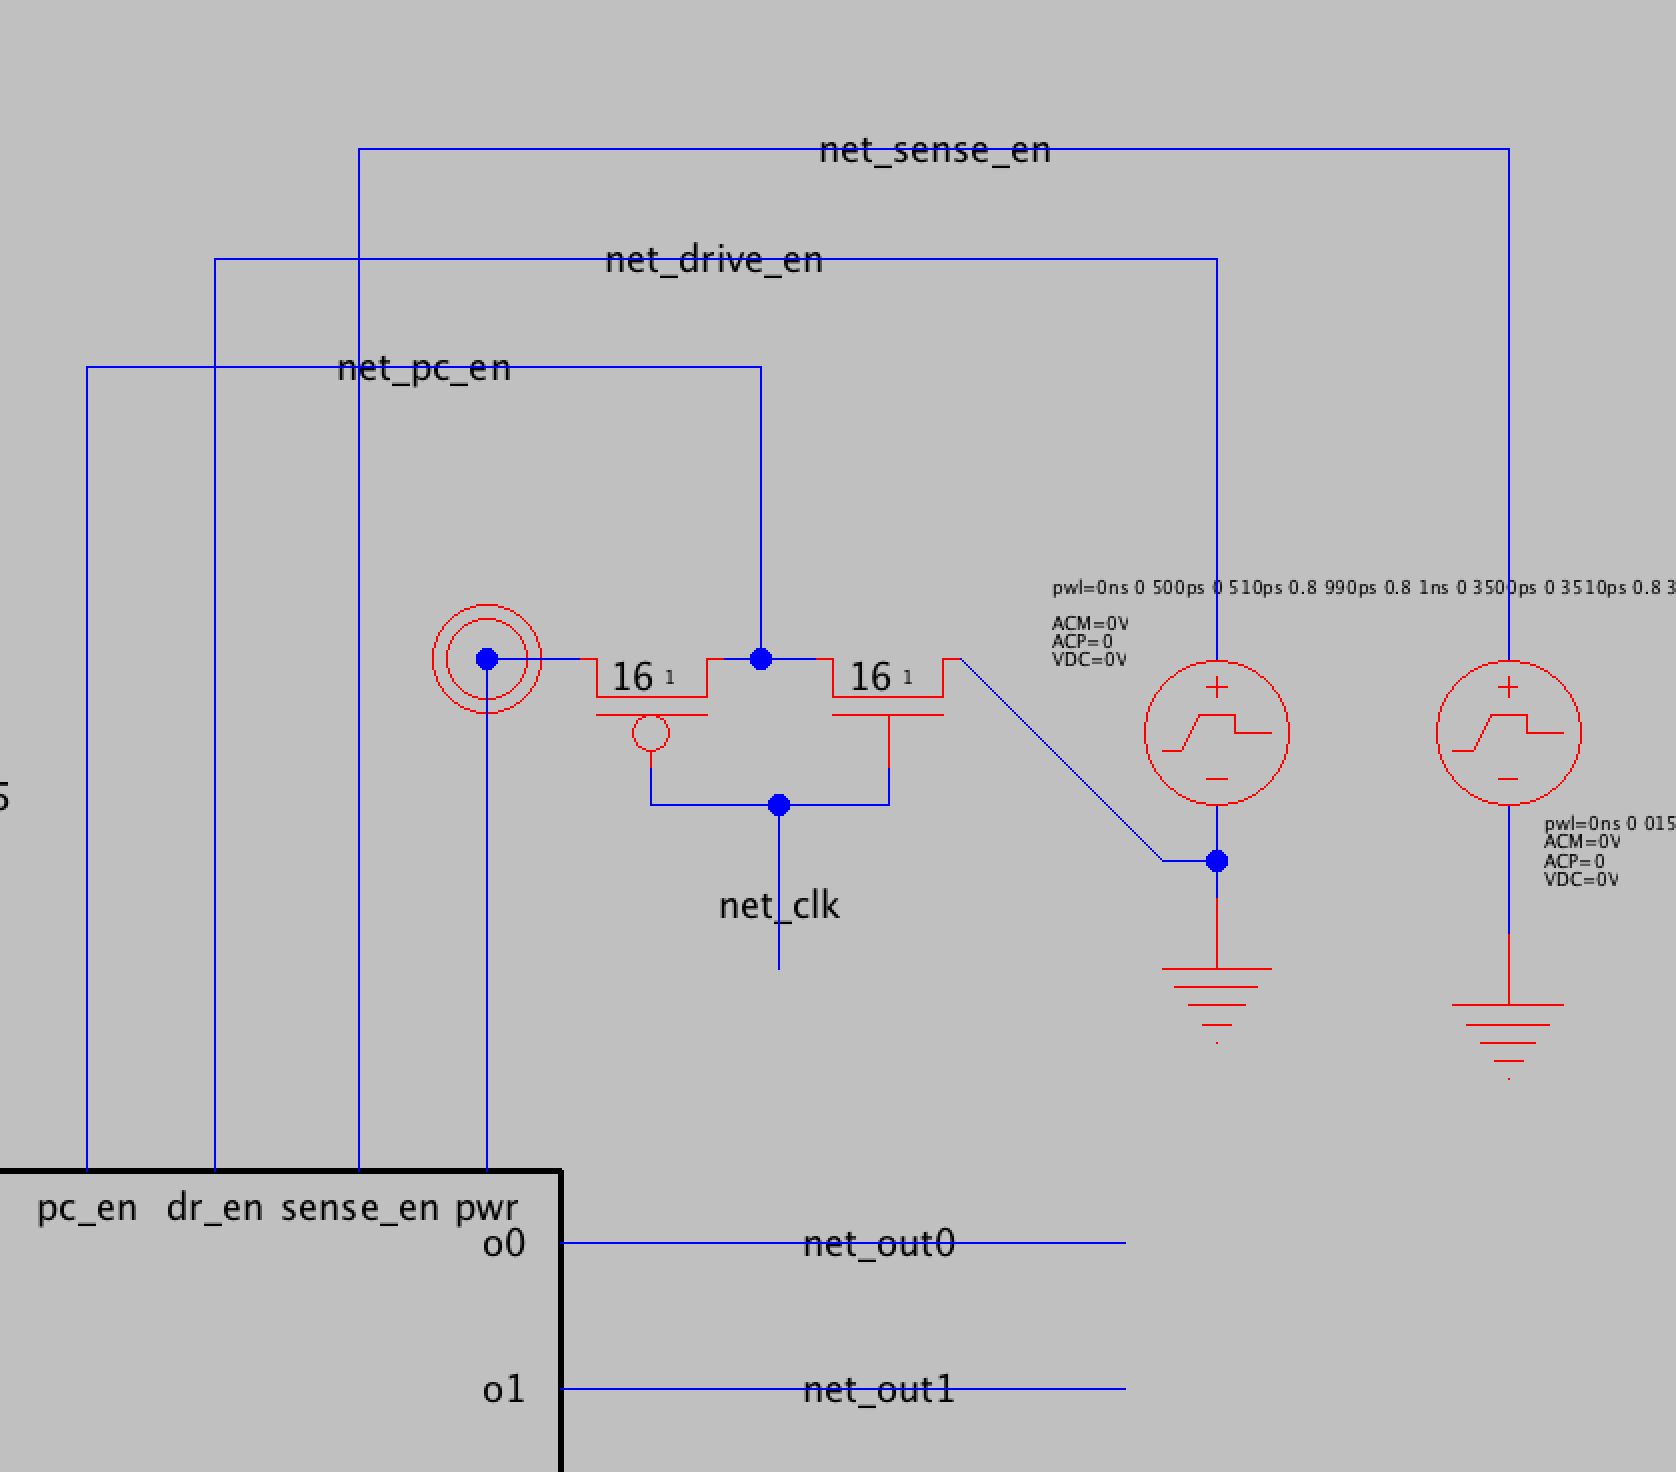 net_sense_en
net_drive_en
net_pc_en
pwl=0ns 0 500ps 0 510ps 0.8 990ps 0.8 1ns 0 3500ps 0 3510ps 0.8 3
ACM=0V
ACP=0
VDC=0V
16 1
16 1
5
pwl=0ns 0 015
ACM=0V
ACP=0
VDC=0V
net_clk
pc_en dr_en sense_en pwr
o0 net_out0
o1 net_out1